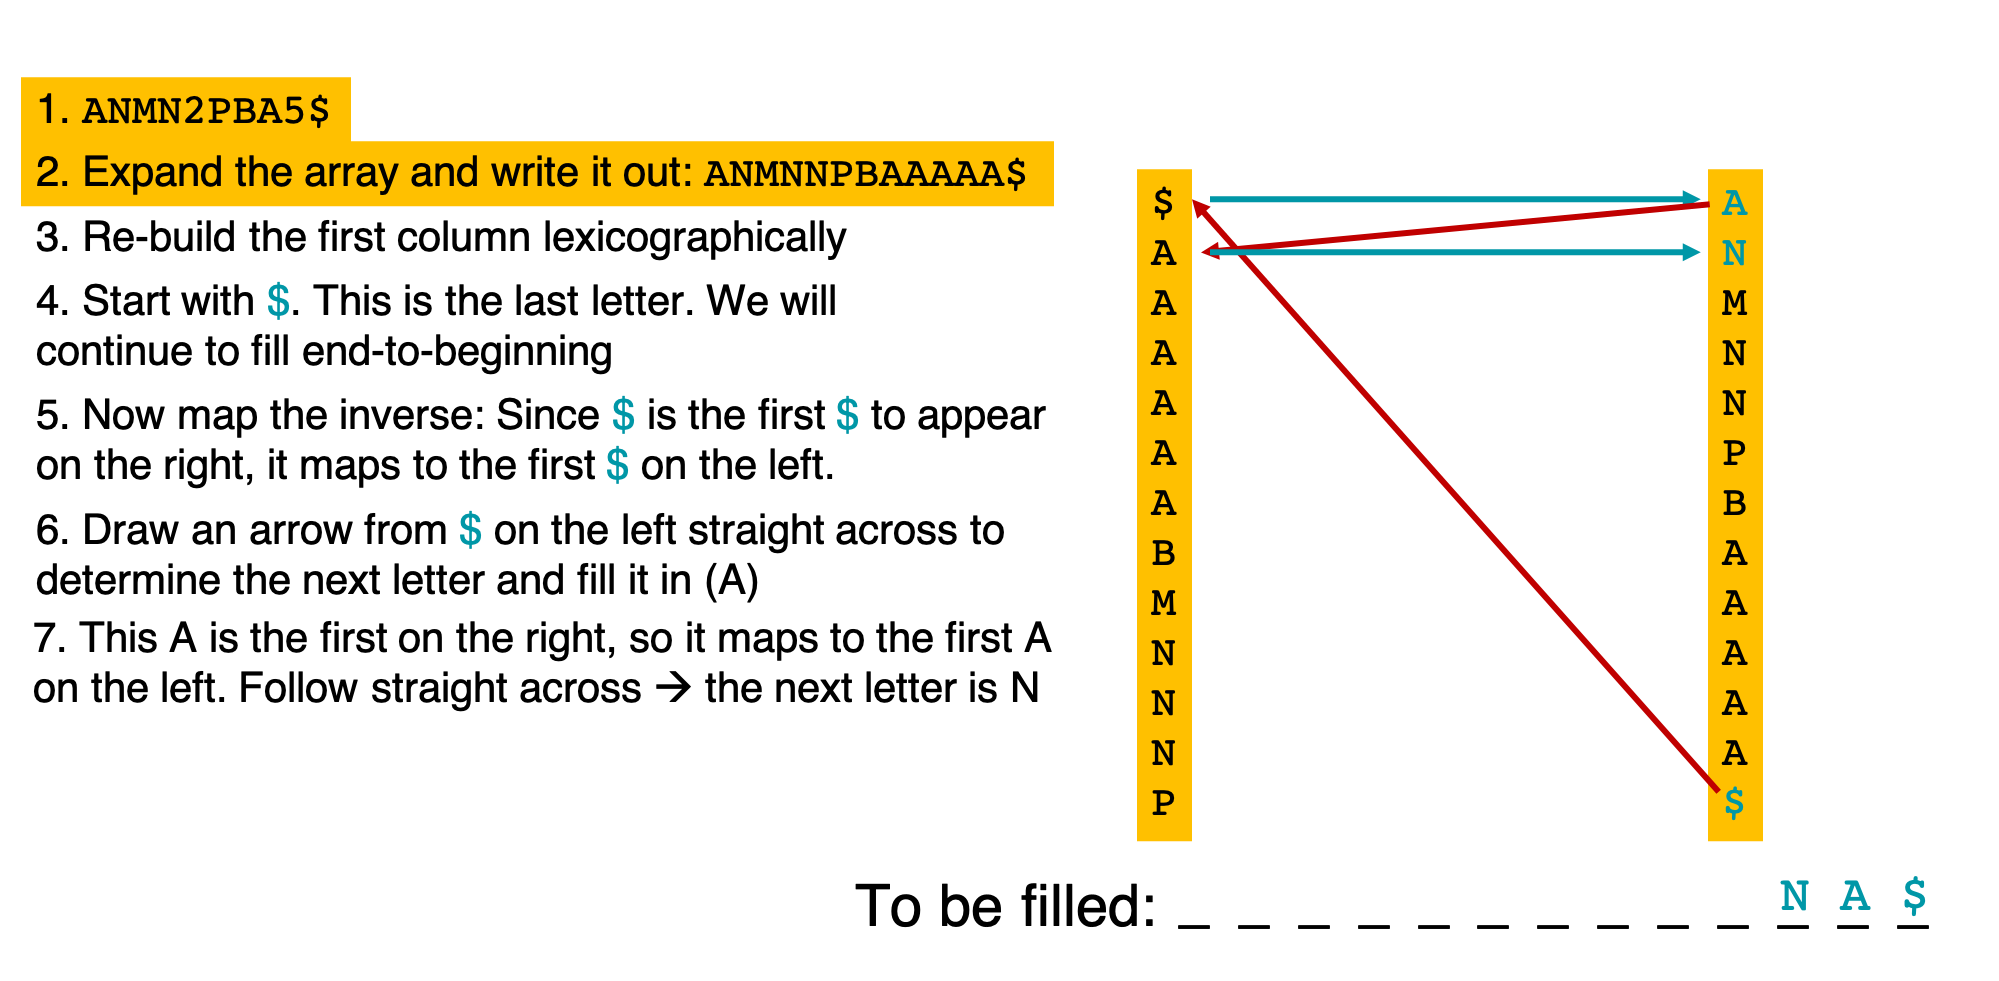 1. ANMN2PBA5$
2. Expand the array and write it out: ANMNNPBAAAAA$
3. Re-build the first column lexicographically
4. Start with $. This is the last letter. We will
continue to fill end-to-beginning
5. Now map the inverse: Since $ is the first $ to appear
on the right, it maps to the first $ on the left.
6. Draw an arrow from $ on the left straight across to
determine the next letter and fill it in (A)
7. This A is the first on the right, so it maps to the first A
on the left. Follow straight across → the next letter is N
$
A
A
A
A
A
A
B
M
N
N
N
P
A
N
M
N
N
P
B
A
A
A
A
A
$
To be filled: _ _ _ _ _ _ _ _ _ _ N A $